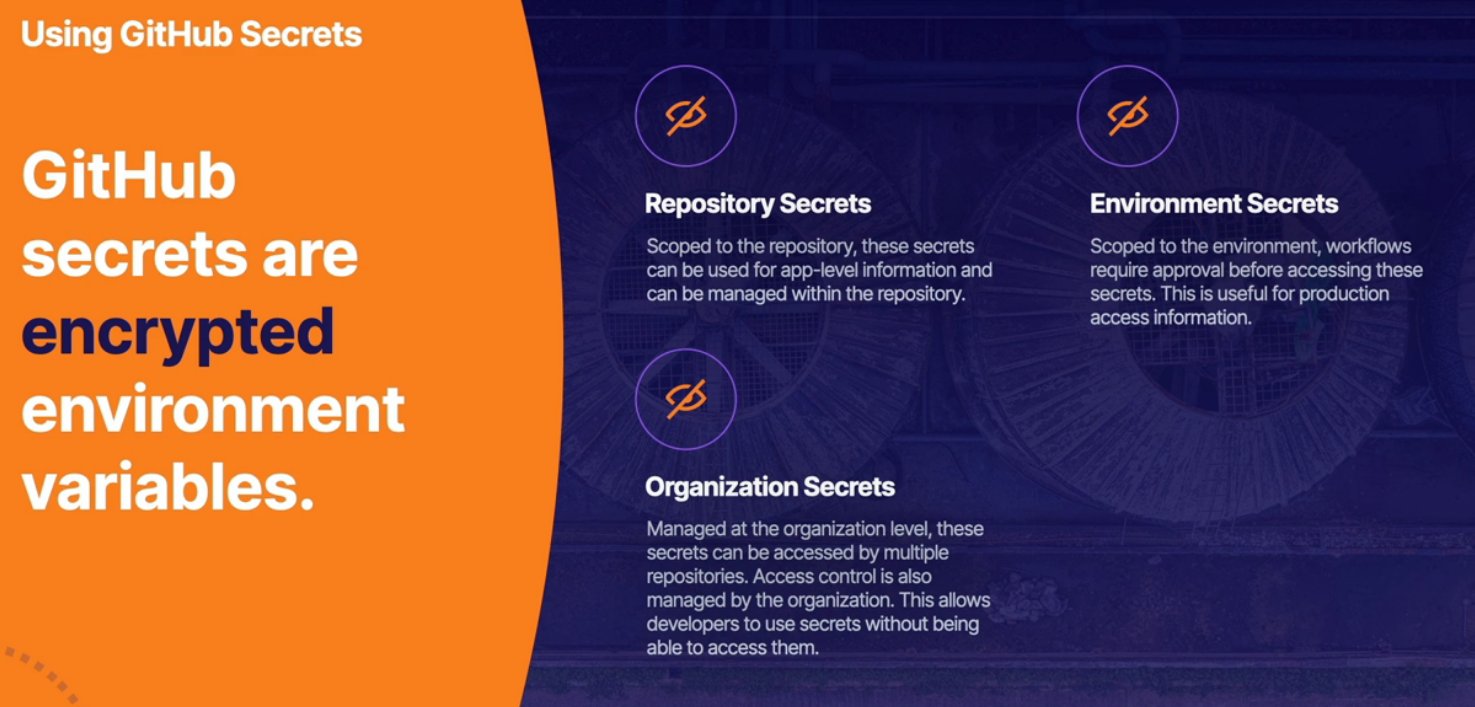 Using GitHub Secrets
GitHub
secrets are
encrypted
environment
variables.
Repository Secrets
Scoped to the repository, these secrets
can be used for app-level information and
can be managed within the repository.
Environment Secrets
Scoped to the environment, workflows
require approval before accessing these
secrets. This is useful for production
access information.
Organization Secrets
Managed at the organization level, these
secrets can be accessed by multiple
repositories. Access control is also
managed by the organization. This allows
developers to use secrets without being
able to access them.